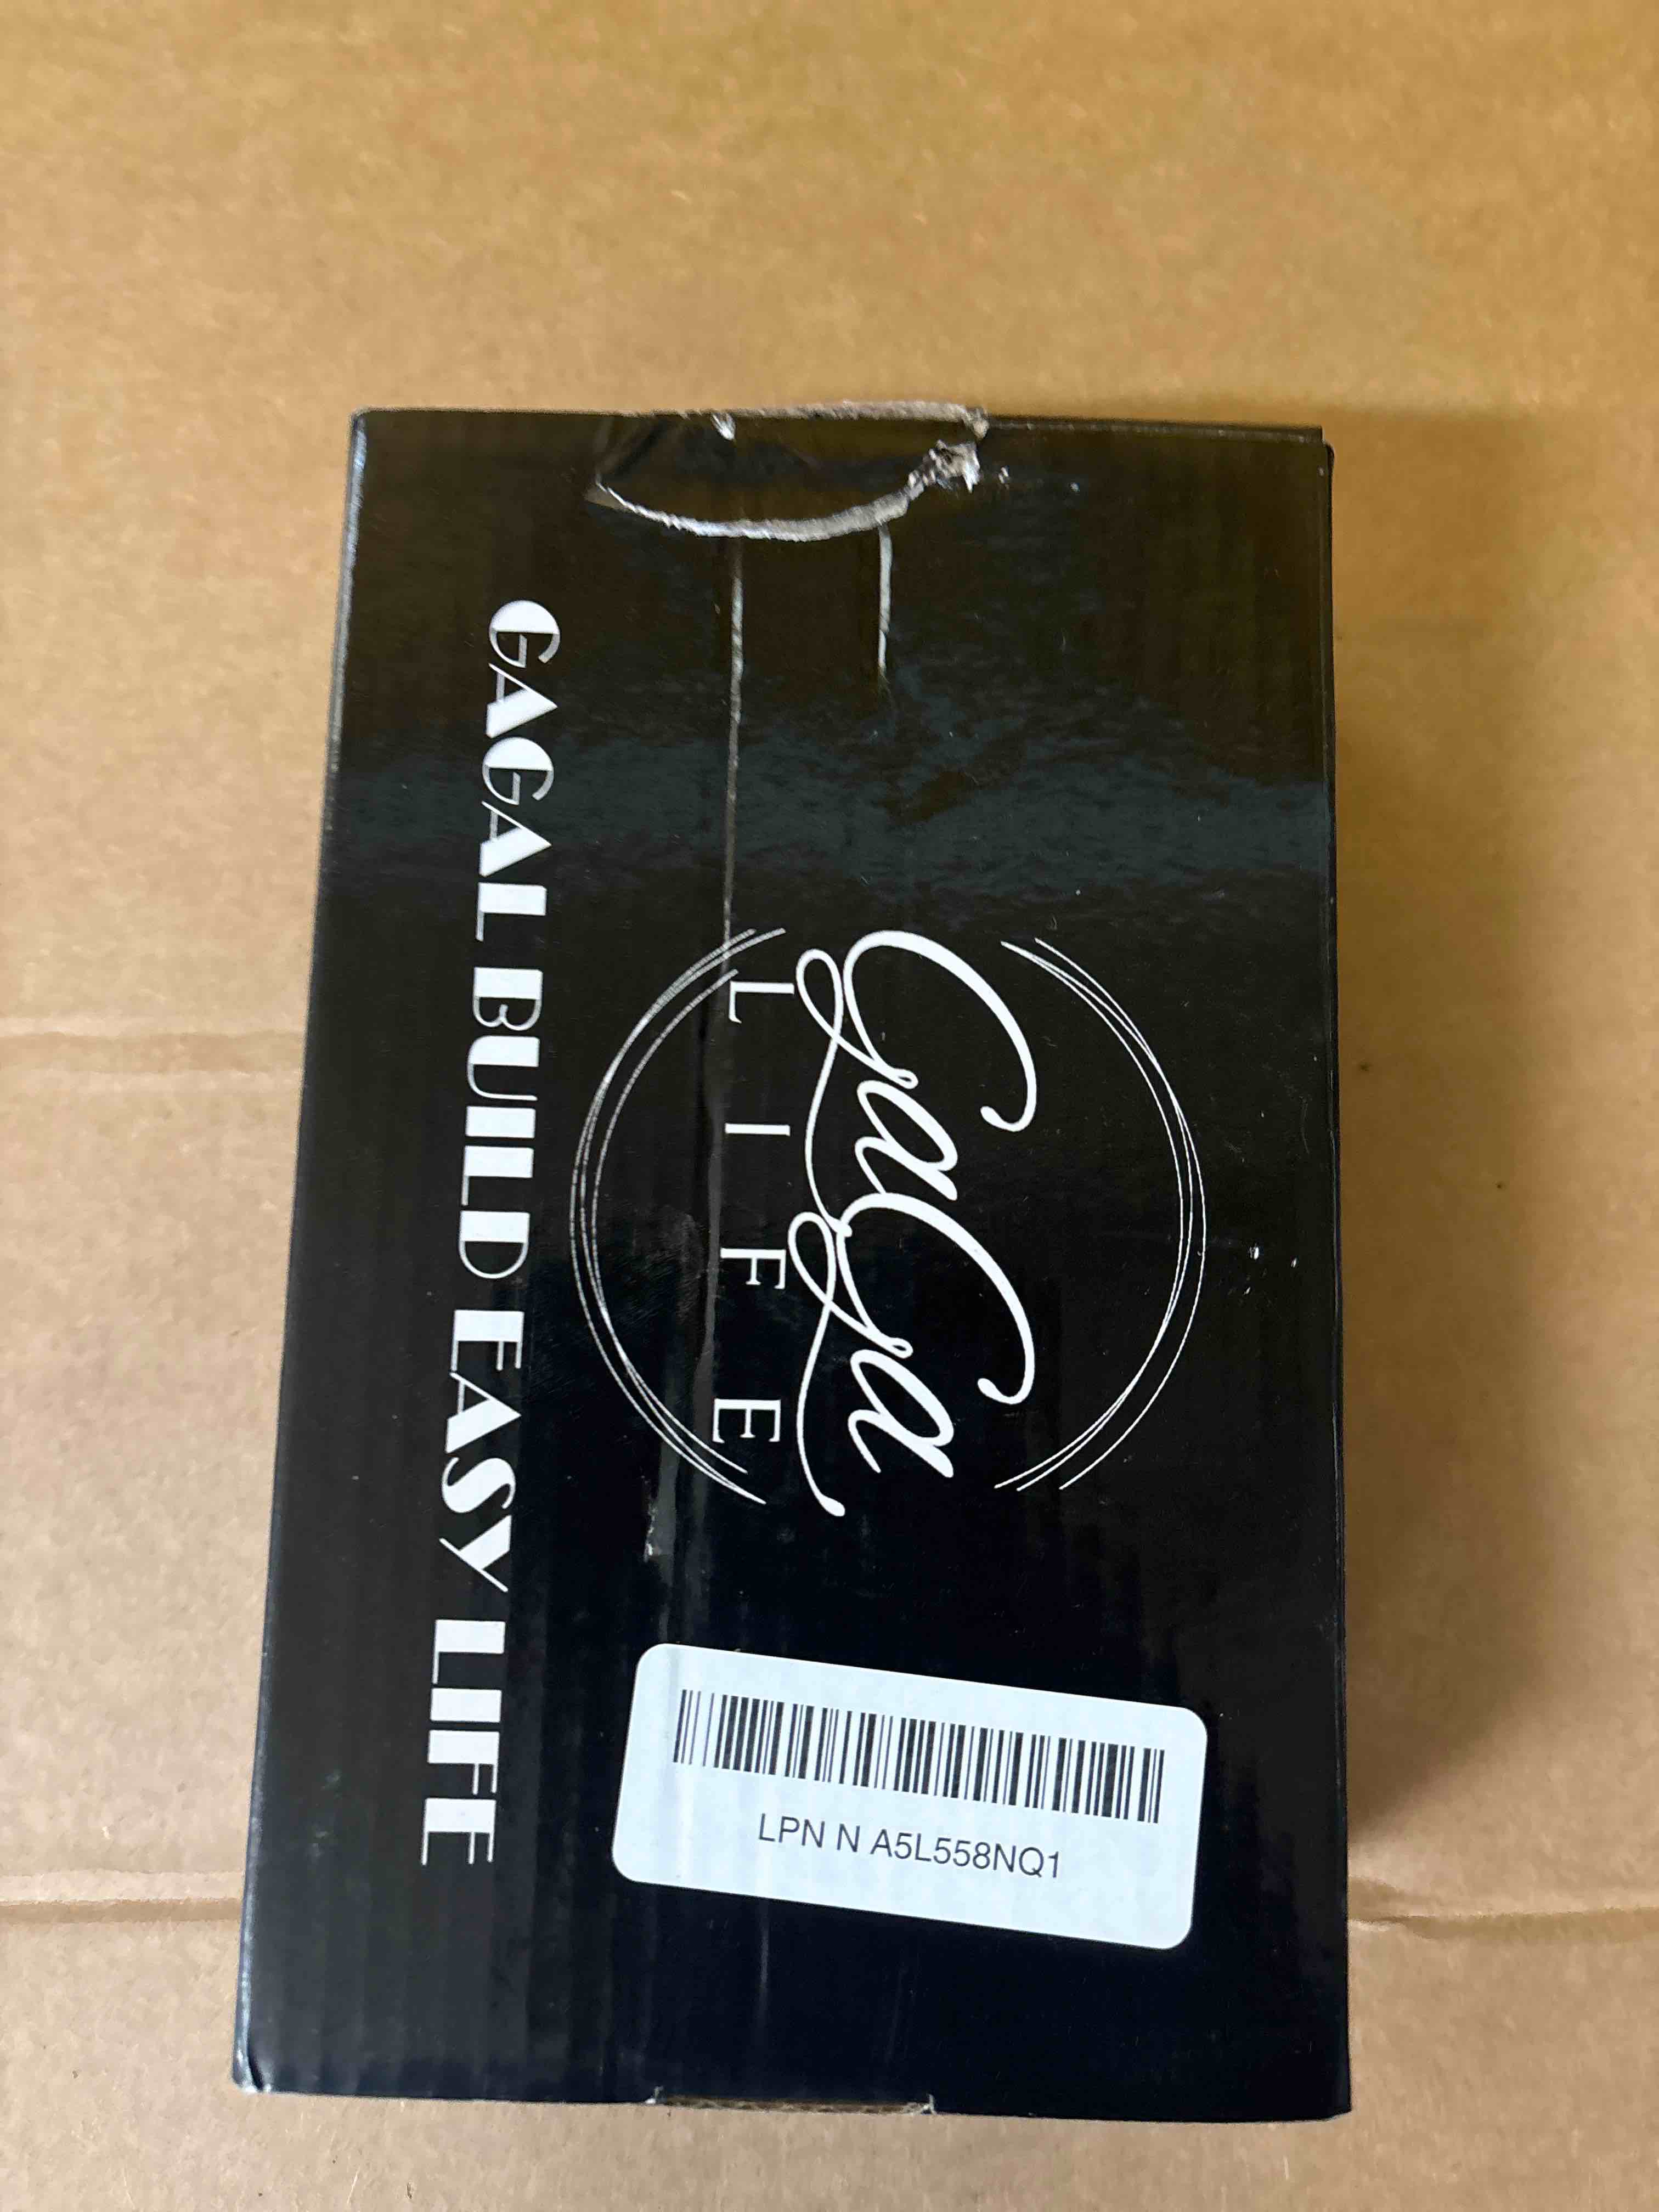 GaGa
LIFE
GAGAL BUILD EASY LIFE
LPN N A5L558NQ1